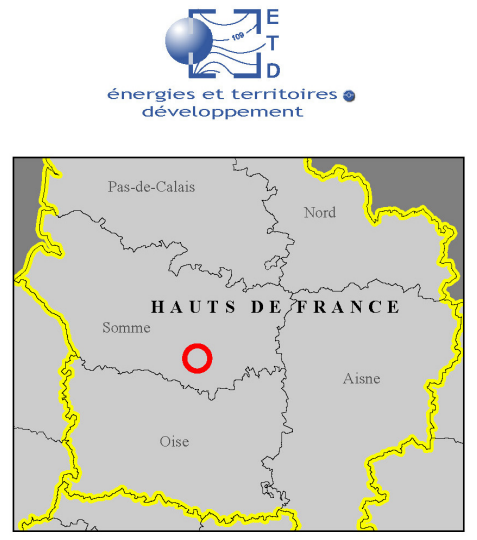 E
T
D
109
énergies et territoires
développement
Pas-de-Calais
Nord
HAUTS DE FRANCE
Somme
Aisne
Oise